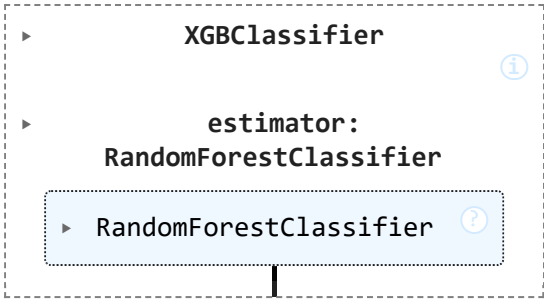 ▸ XGBClassifier
i
▸ estimator:
RandomForestClassifier
▸ RandomForestClassifier ?